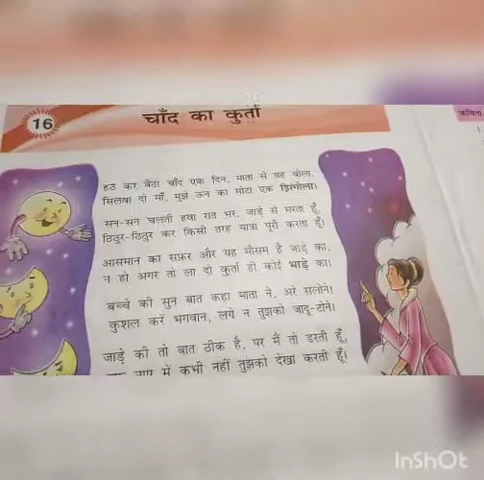 कविता
16
चाँद का कुर्ता
हठ कर बैठा चाँद एक दिन, माता से यह बोला,
सिलवा दो माँ, मुझे ऊन का मोटा एक झिंगोला।
सन-सन चलती हवा रात भर, जाड़े से मरता हूँ,
ठिठुर-ठिठुर कर किसी तरह यात्रा पूरी करता हूँ।
आसमान का सफ़र और यह मौसम है जाड़े का,
न हो अगर तो ला दो कुर्ता ही कोई भाड़े का।
बच्चे की सुन बात कहा माता ने, अरे सलोने!
कुशल करें भगवान, लगे न तुझको जादू-टोने।
जाड़े की तो बात ठीक है, पर मैं तो डरती हूँ,
में कभी नहीं तुझको देखा करती हूँ।
InShOt